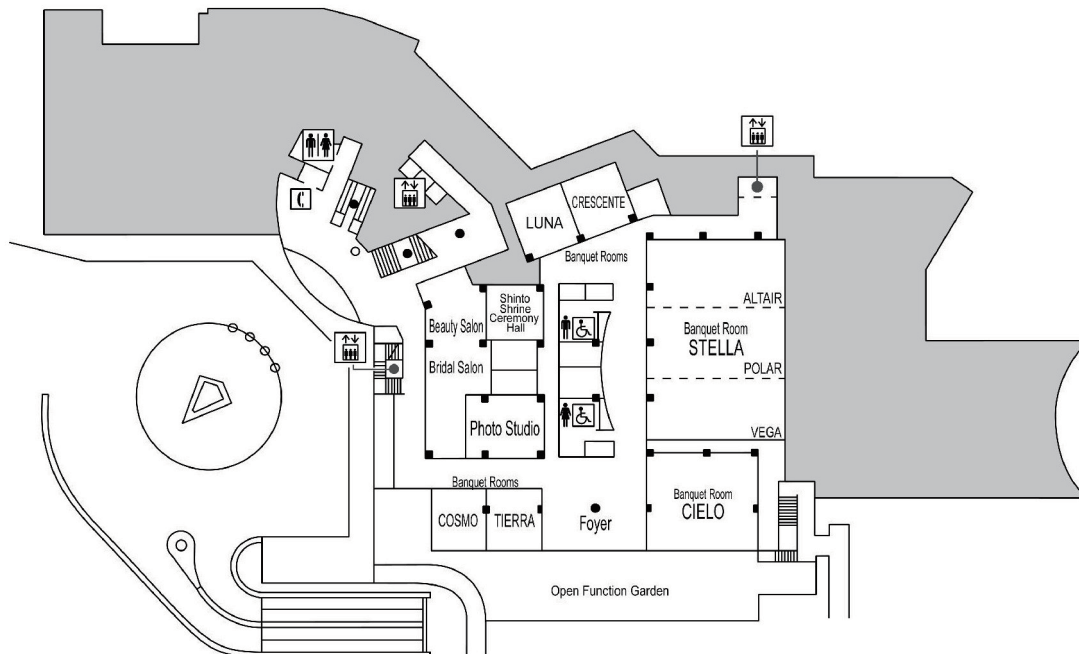 LUNA
CRESCENTE
Banquet Rooms
Shinto
Shrine
Ceremony
Hall
Beauty Salon
Bridal Salon
Photo Studio
ALTAIR
Banquet Room
STELLA
POLAR
VEGA
Banquet Rooms
COSMO
TIERRA
Foyer
Banquet Room
CIELO
Open Function Garden